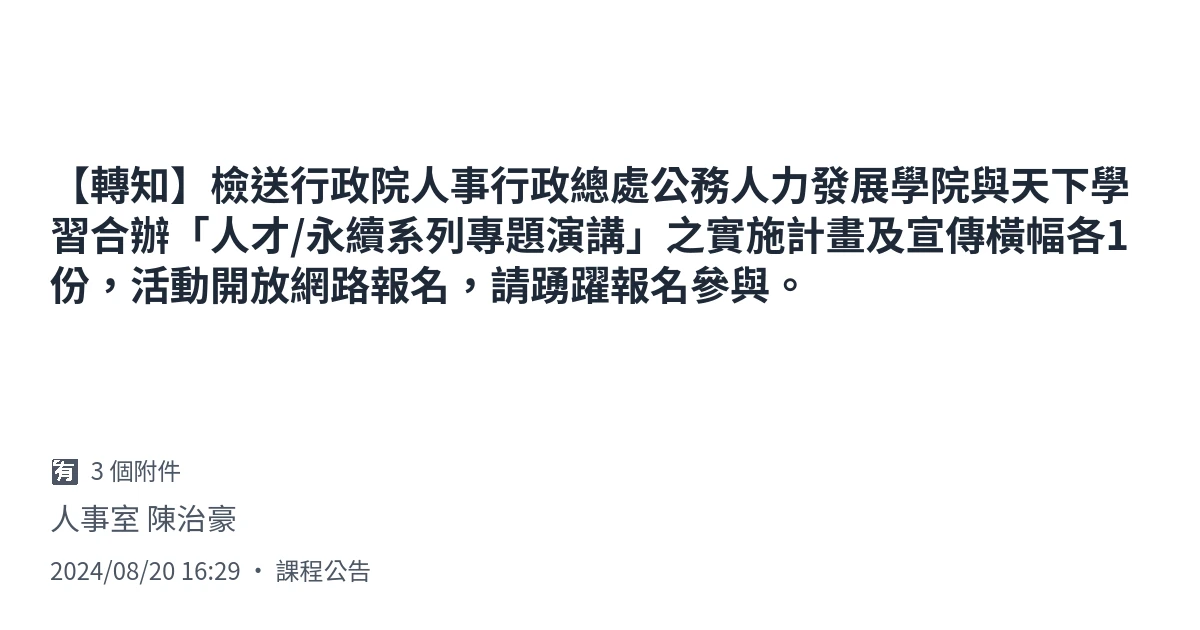 【轉知】檢送行政院人事行政總處公務人力發展學院與天下學
習合辦「人才/永續系列專題演講」之實施計畫及宣傳橫幅各1
份，活動開放網路報名，請踴躍報名參與。
🈶 3 個附件
人事室 陳治豪
2024/08/20 16:29 • 課程公告